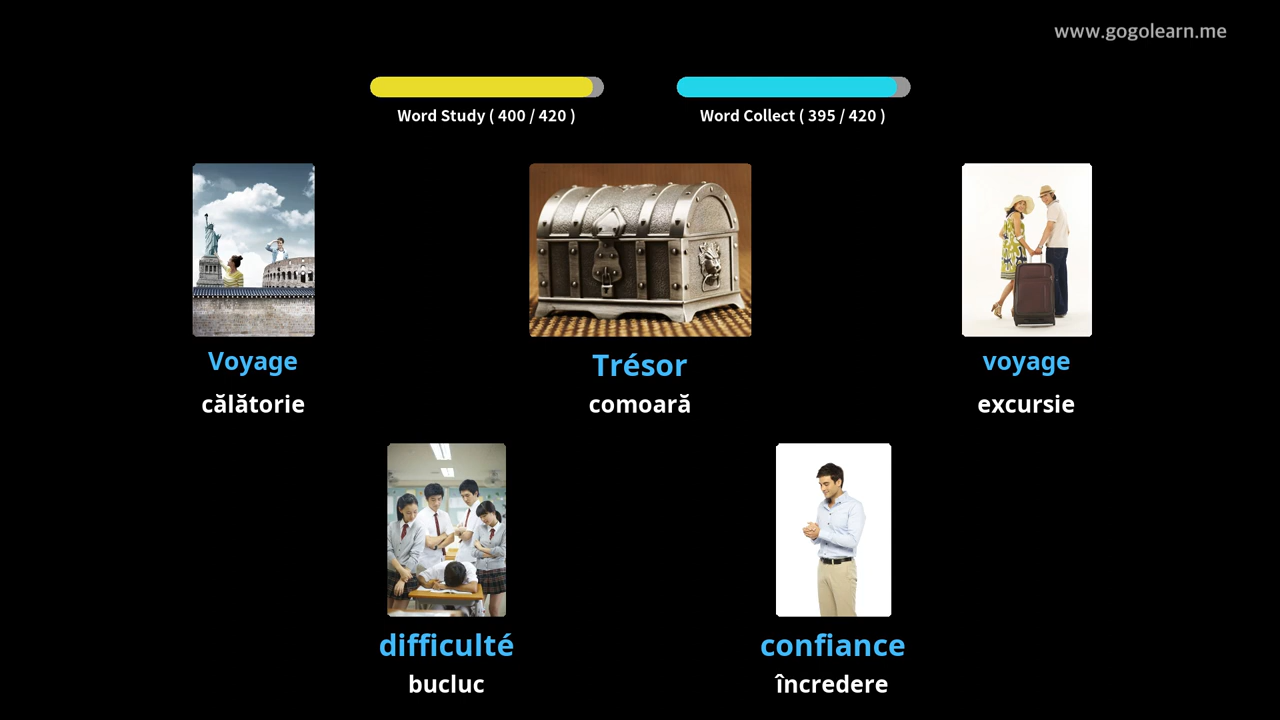 www.gogolearn.me
Word Study ( 400 / 420 )
Word Collect ( 395 / 420 )
Voyage
călătorie
Trésor
comoară
voyage
excursie
difficulté
bucluc
confiance
încredere